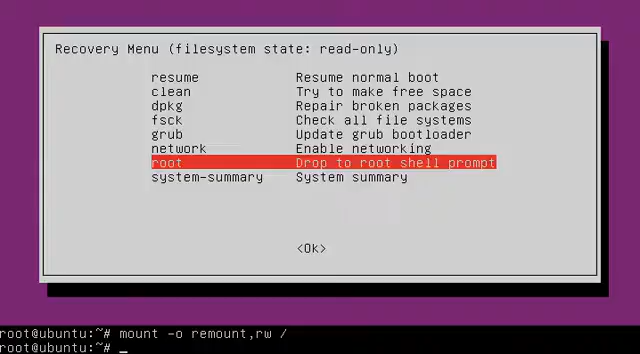 Recovery Menu (filesystem state: read-only)
resume Resume normal boot
clean Try to make free space
dpkg Repair broken packages
fsck Check all file systems
grub Update grub bootloader
network Enable networking
root Drop to root shell prompt
system-summary System summary
<Ok>
root@ubuntu:~# mount -o remount,rw /
root@ubuntu:~# _